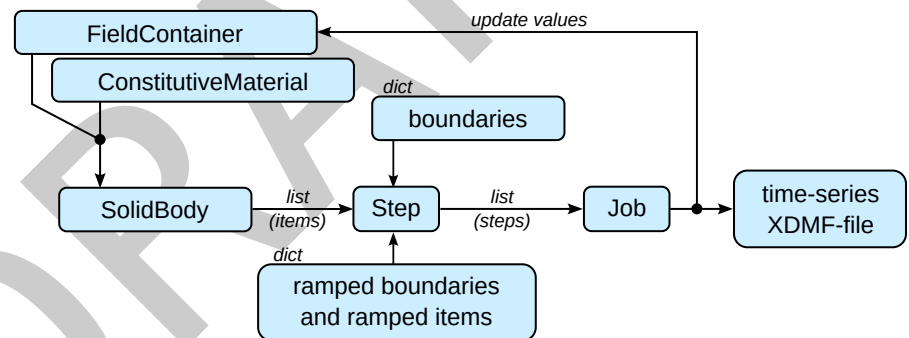 update values
FieldContainer
ConstitutiveMaterial
dict
boundaries
SolidBody
list
(items)
Step
list
(steps)
Job
time-series
XDMF-file
dict
ramped boundaries
and ramped items